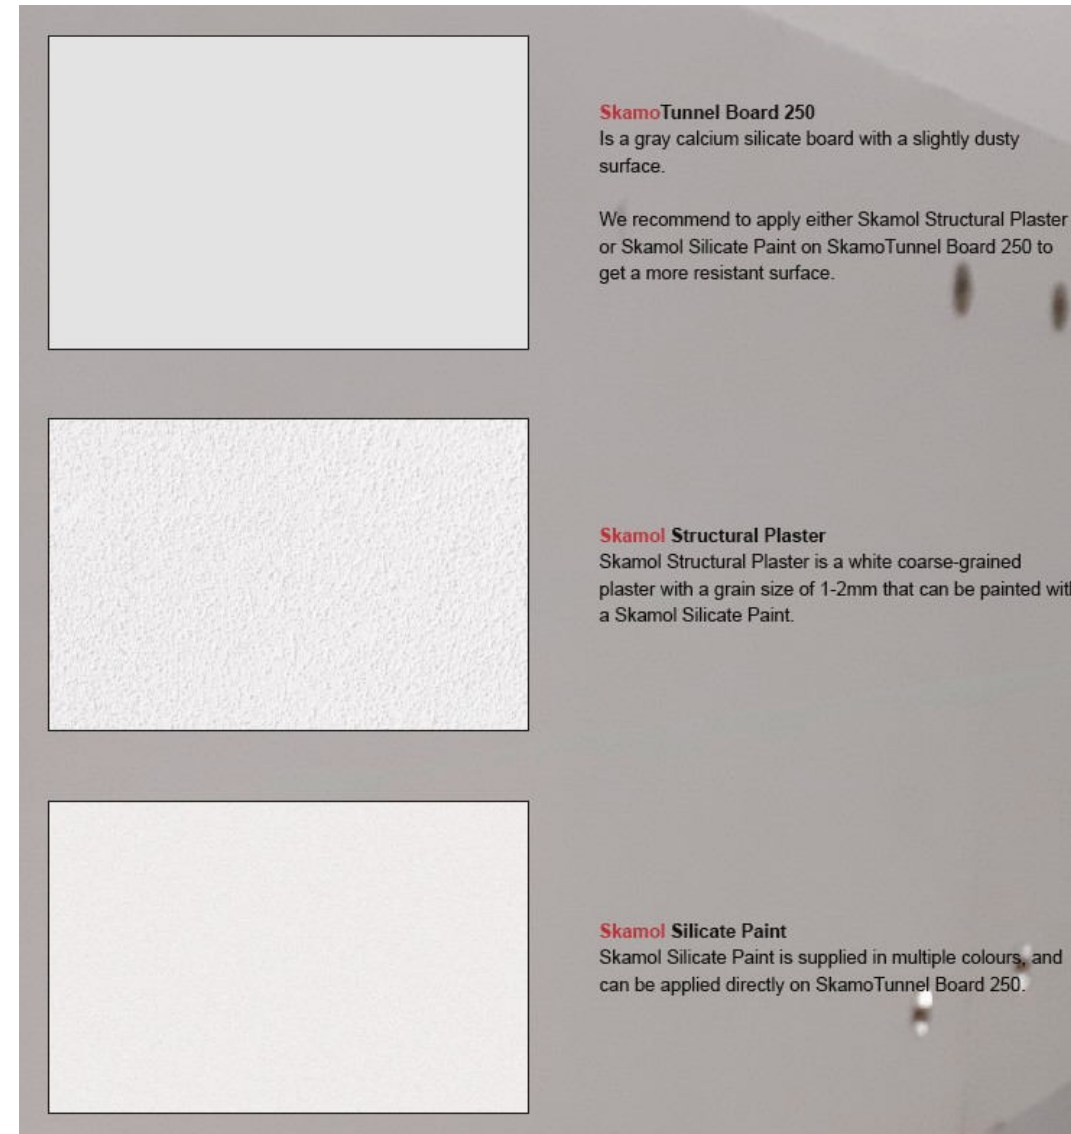 SkamoTunnel Board 250
Is a gray calcium silicate board with a slightly dusty
surface.
We recommend to apply either Skamol Structural Plaster
or Skamol Silicate Paint on SkamoTunnel Board 250 to
get a more resistant surface.
Skamol Structural Plaster
Skamol Structural Plaster is a white coarse-grained
plaster with a grain size of 1-2mm that can be painted wit
a Skamol Silicate Paint.
Skamol Silicate Paint
Skamol Silicate Paint is supplied in multiple colours, and
can be applied directly on SkamoTunnel Board 250.